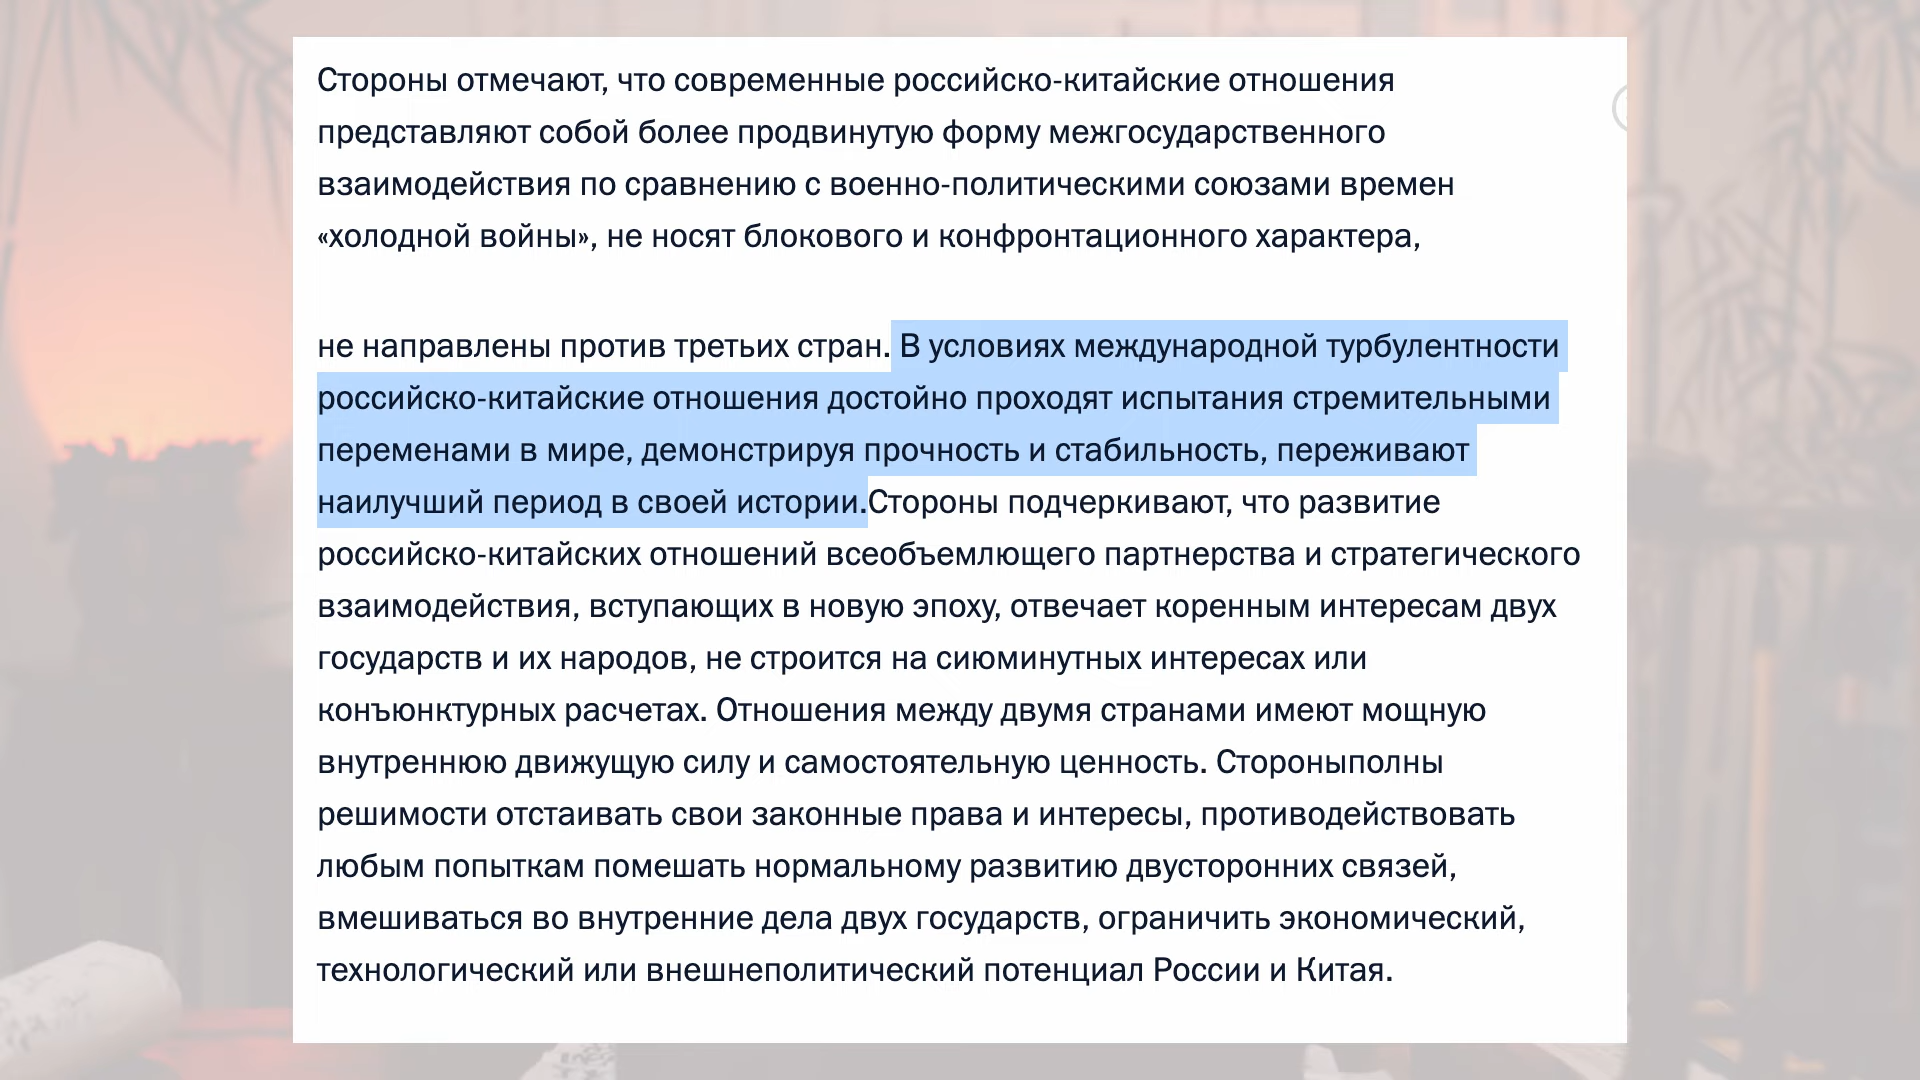 Стороны отмечают, что современные российско-китайские отношения
представляют собой более продвинутую форму межгосударственного
взаимодействия по сравнению с военно-политическими союзами времен
«холодной войны», не носят блокового и конфронтационного характера,
не направлены против третьих стран. В условиях международной турбулентности
российско-китайские отношения достойно проходят испытания стремительными
переменами в мире, демонстрируя прочность и стабильность, переживают
наилучший период в своей истории.Стороны подчеркивают, что развитие
российско-китайских отношений всеобъемлющего партнерства и стратегического
взаимодействия, вступающих в новую эпоху, отвечает коренным интересам двух
государств и их народов, не строится на сиюминутных интересах или
конъюнктурных расчетах. Отношения между двумя странами имеют мощную
внутреннюю движущую силу и самостоятельную ценность. Стороныполны
решимости отстаивать свои законные права и интересы, противодействовать
любым попыткам помешать нормальному развитию двусторонних связей,
вмешиваться во внутренние дела двух государств, ограничить экономический,
технологический или внешнеполитический потенциал России и Китая.